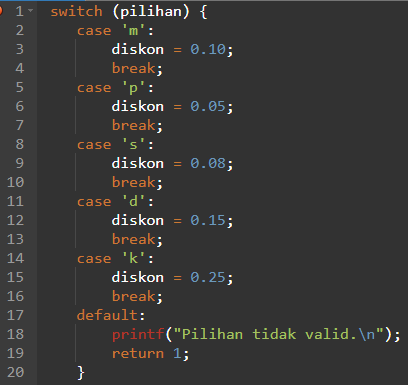 1 switch (pilihan) {
2     case 'm':
3         diskon = 0.10;
4         break;
5     case 'p':
6         diskon = 0.05;
7         break;
8     case 's':
9         diskon = 0.08;
10         break;
11     case 'd':
12         diskon = 0.15;
13         break;
14     case 'k':
15         diskon = 0.25;
16         break;
17     default:
18         printf("Pilihan tidak valid.\n");
19         return 1;
20     }